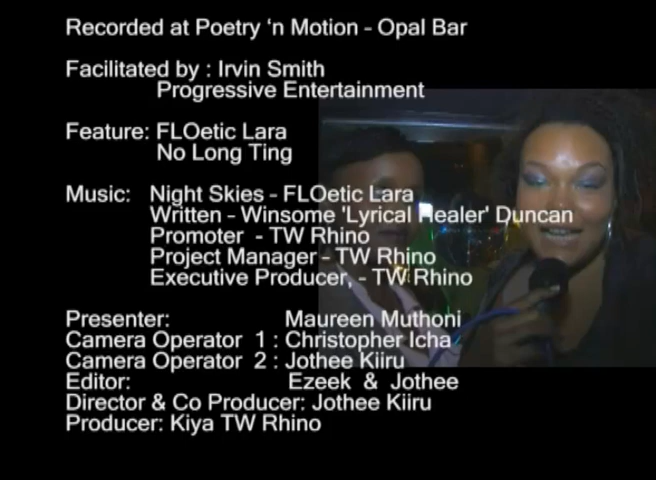 Recorded at Poetry ‘n Motion - Opal Bar
Facilitated by : Irvin Smith
Progressive Entertainment
Feature: FLOetic Lara
No Long Ting
Music: Night Skies - FLOetic Lara
Written - Winsome 'Lyrical Healer' Duncan
Promoter - TW Rhino
Project Manager - TW Rhino
Executive Producer, - TW Rhino
Presenter: Maureen Muthoni
Camera Operator 1 : Christopher Icha
Camera Operator 2 : Jothee Kiiru
Editor: Ezeek & Jothee
Director & Co Producer: Jothee Kiiru
Producer: Kiya TW Rhino